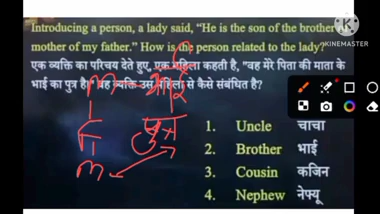 Introducing a person, a lady said, "He is the son of the brother of
mother of my father." How is the person related to the lady?
KINEMASTER
एक व्यक्ति का परिचय देते हुए, एक महिला कहती है, "वह मेरे पिता की माता के
भाई का पुत्र है।" वह व्यक्ति उस महिला से कैसे संबंधित है?
m भाई
F पुत्र
m
1. Uncle चाचा
2. Brother भाई
3. Cousin कजिन
4. Nephew नेफ्यू